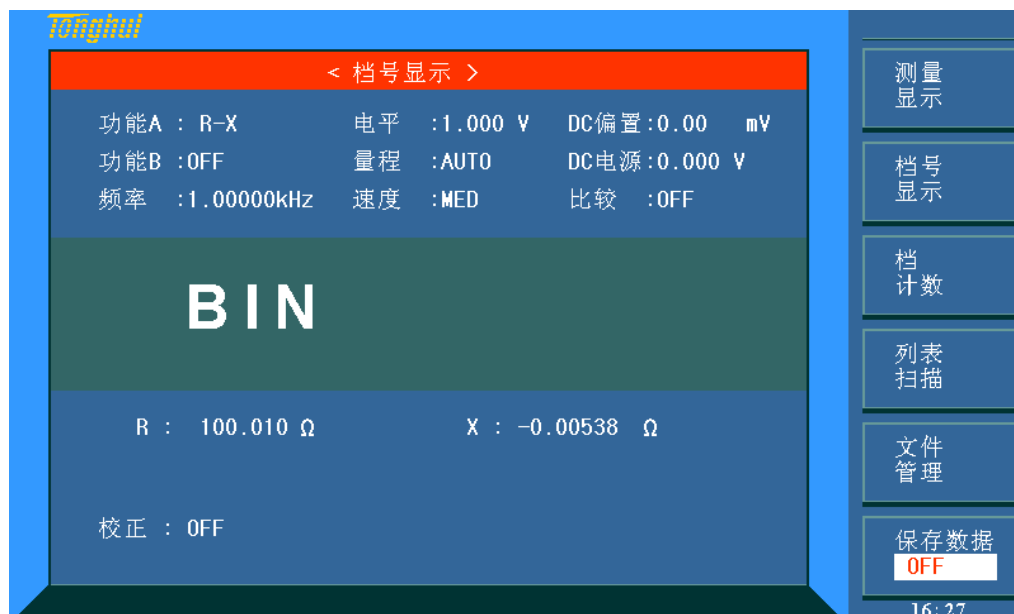 Tonghui
< 档号显示 >
功能A : R-X 电平 :1.000 V DC偏置:0.00 mV
功能B :OFF 量程 :AUTO DC电源:0.000 V
频率 :1.00000kHz 速度 :MED 比较 :OFF
BIN
R : 100.010 Ω X : -0.00538 Ω
校正 : OFF
测量
显示
档号
显示
档
计数
列表
扫描
文件
管理
保存数据
OFF
16:27